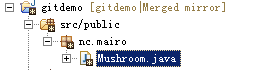 gitdemo [gitdemo|Merged mirror]
src/public
nc.mairo
Mushroom.java